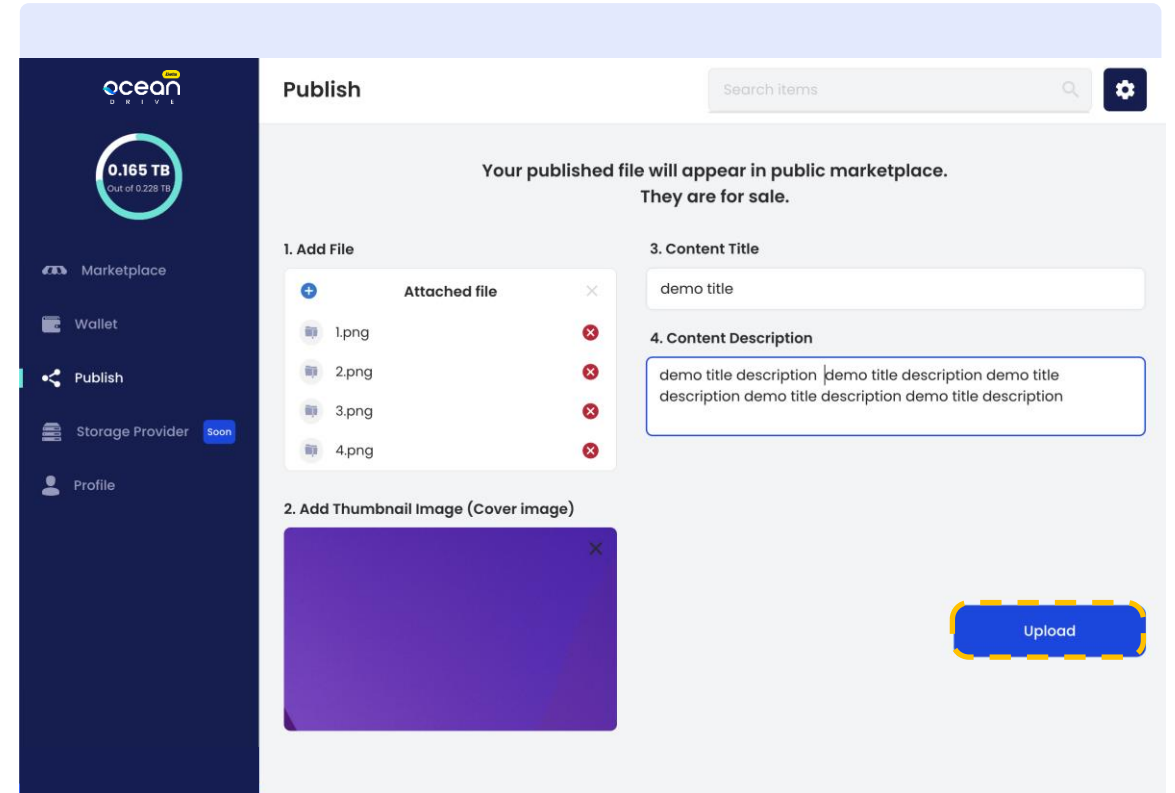 Beta
ocean
DRIVE
0.165 TB
Out of 0.228 TB
Marketplace
Wallet
Publish
Storage Provider Soon
Profile
Publish
Search items
Your published file will appear in public marketplace.
They are for sale.
1. Add File
Attached file
1.png
2.png
3.png
4.png
2. Add Thumbnail Image (Cover image)
3. Content Title
demo title
4. Content Description
demo title description demo title description demo title
description demo title description demo title description
Upload